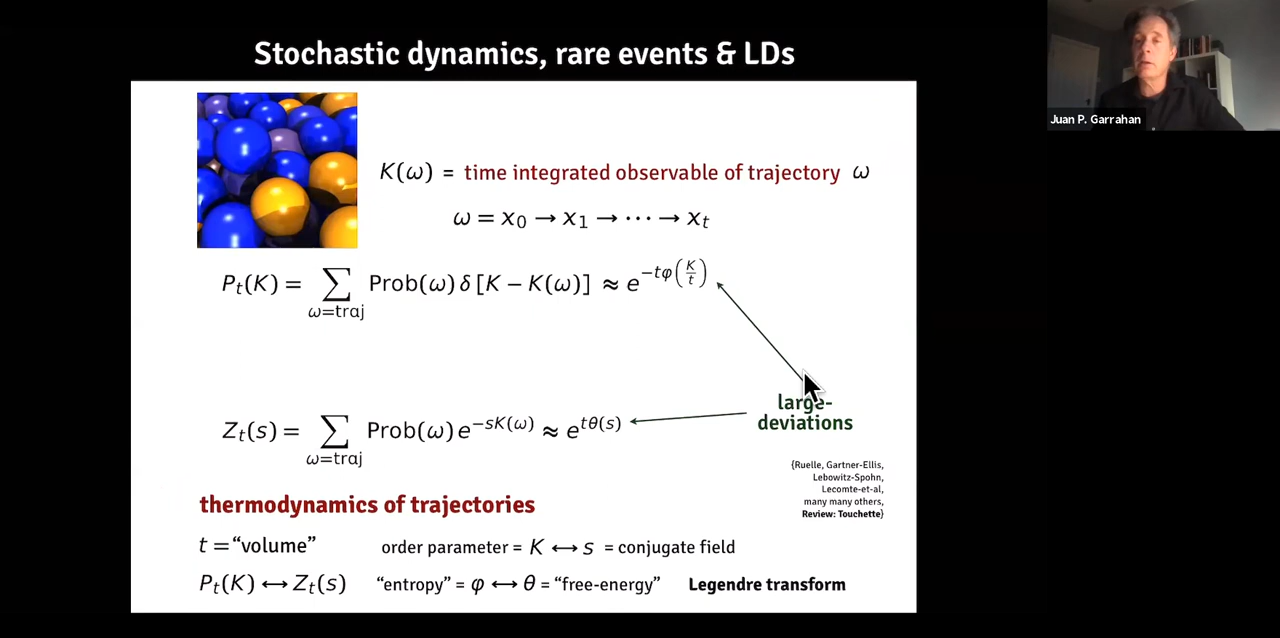 Stochastic dynamics, rare events & LDs
Juan P. Garrahan
K(ω) = time integrated observable of trajectory ω
ω = x₀ → x₁ → ⋯ → xₜ
Pₜ(K) = ∑ Prob(ω) δ [K − K(ω)] ≈ e^{−tφ(K/t)}
ω=traj
large-
deviations
Zₜ(s) = ∑ Prob(ω) e^{−sK(ω)} ≈ e^{tθ(s)}
ω=traj
{Ruelle, Gartner-Ellis,
Lebowitz-Spohn,
Lecomte-et-al,
many many others,
Review: Touchette}
thermodynamics of trajectories
t = “volume” order parameter = K ⟷ s = conjugate field
Pₜ(K) ⟷ Zₜ(s) “entropy” = φ ⟷ θ = “free-energy” Legendre transform